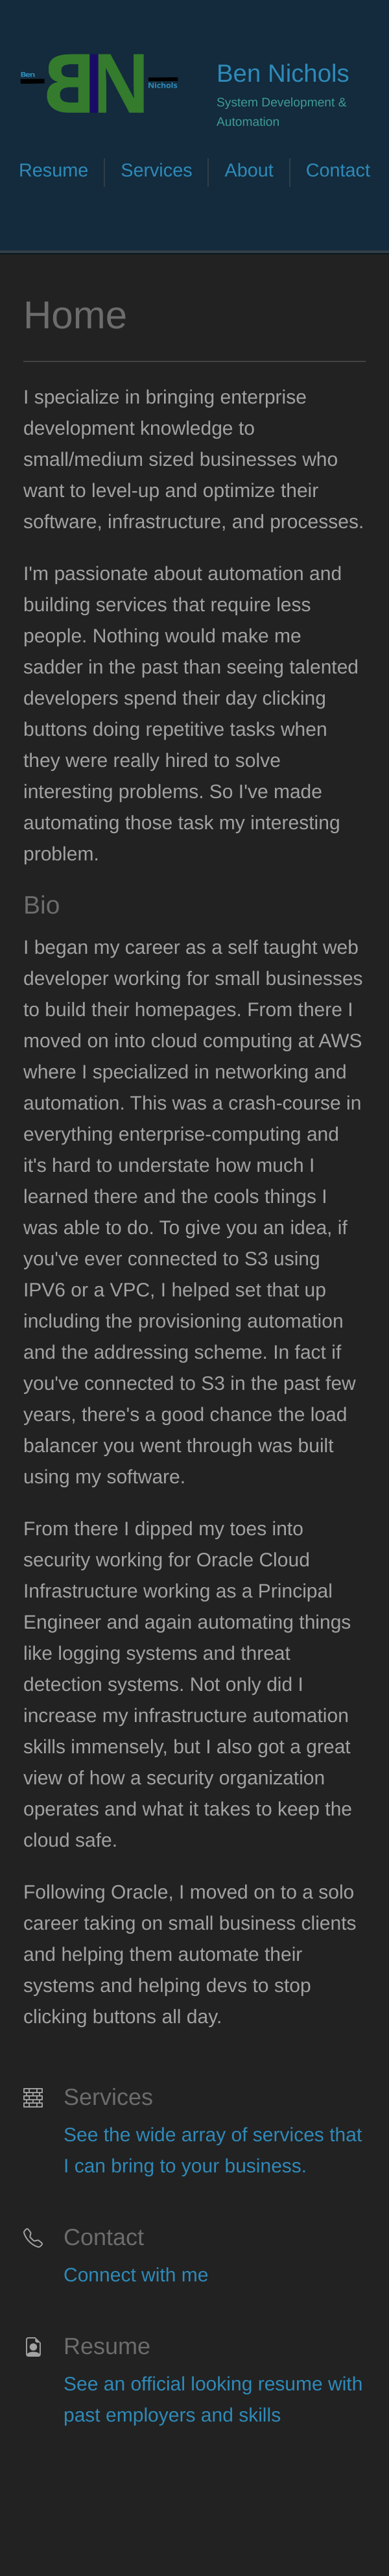 Ben
BN
Nichols
Ben Nichols
System Development &
Automation
Resume
Services
About
Contact
Home
I specialize in bringing enterprise
development knowledge to
small/medium sized businesses who
want to level-up and optimize their
software, infrastructure, and processes.
I'm passionate about automation and
building services that require less
people. Nothing would make me
sadder in the past than seeing talented
developers spend their day clicking
buttons doing repetitive tasks when
they were really hired to solve
interesting problems. So I've made
automating those task my interesting
problem.
Bio
I began my career as a self taught web
developer working for small businesses
to build their homepages. From there I
moved on into cloud computing at AWS
where I specialized in networking and
automation. This was a crash-course in
everything enterprise-computing and
it's hard to understate how much I
learned there and the cools things I
was able to do. To give you an idea, if
you've ever connected to S3 using
IPV6 or a VPC, I helped set that up
including the provisioning automation
and the addressing scheme. In fact if
you've connected to S3 in the past few
years, there's a good chance the load
balancer you went through was built
using my software.
From there I dipped my toes into
security working for Oracle Cloud
Infrastructure working as a Principal
Engineer and again automating things
like logging systems and threat
detection systems. Not only did I
increase my infrastructure automation
skills immensely, but I also got a great
view of how a security organization
operates and what it takes to keep the
cloud safe.
Following Oracle, I moved on to a solo
career taking on small business clients
and helping them automate their
systems and helping devs to stop
clicking buttons all day.
Services
See the wide array of services that
I can bring to your business.
Contact
Connect with me
Resume
See an official looking resume with
past employers and skills